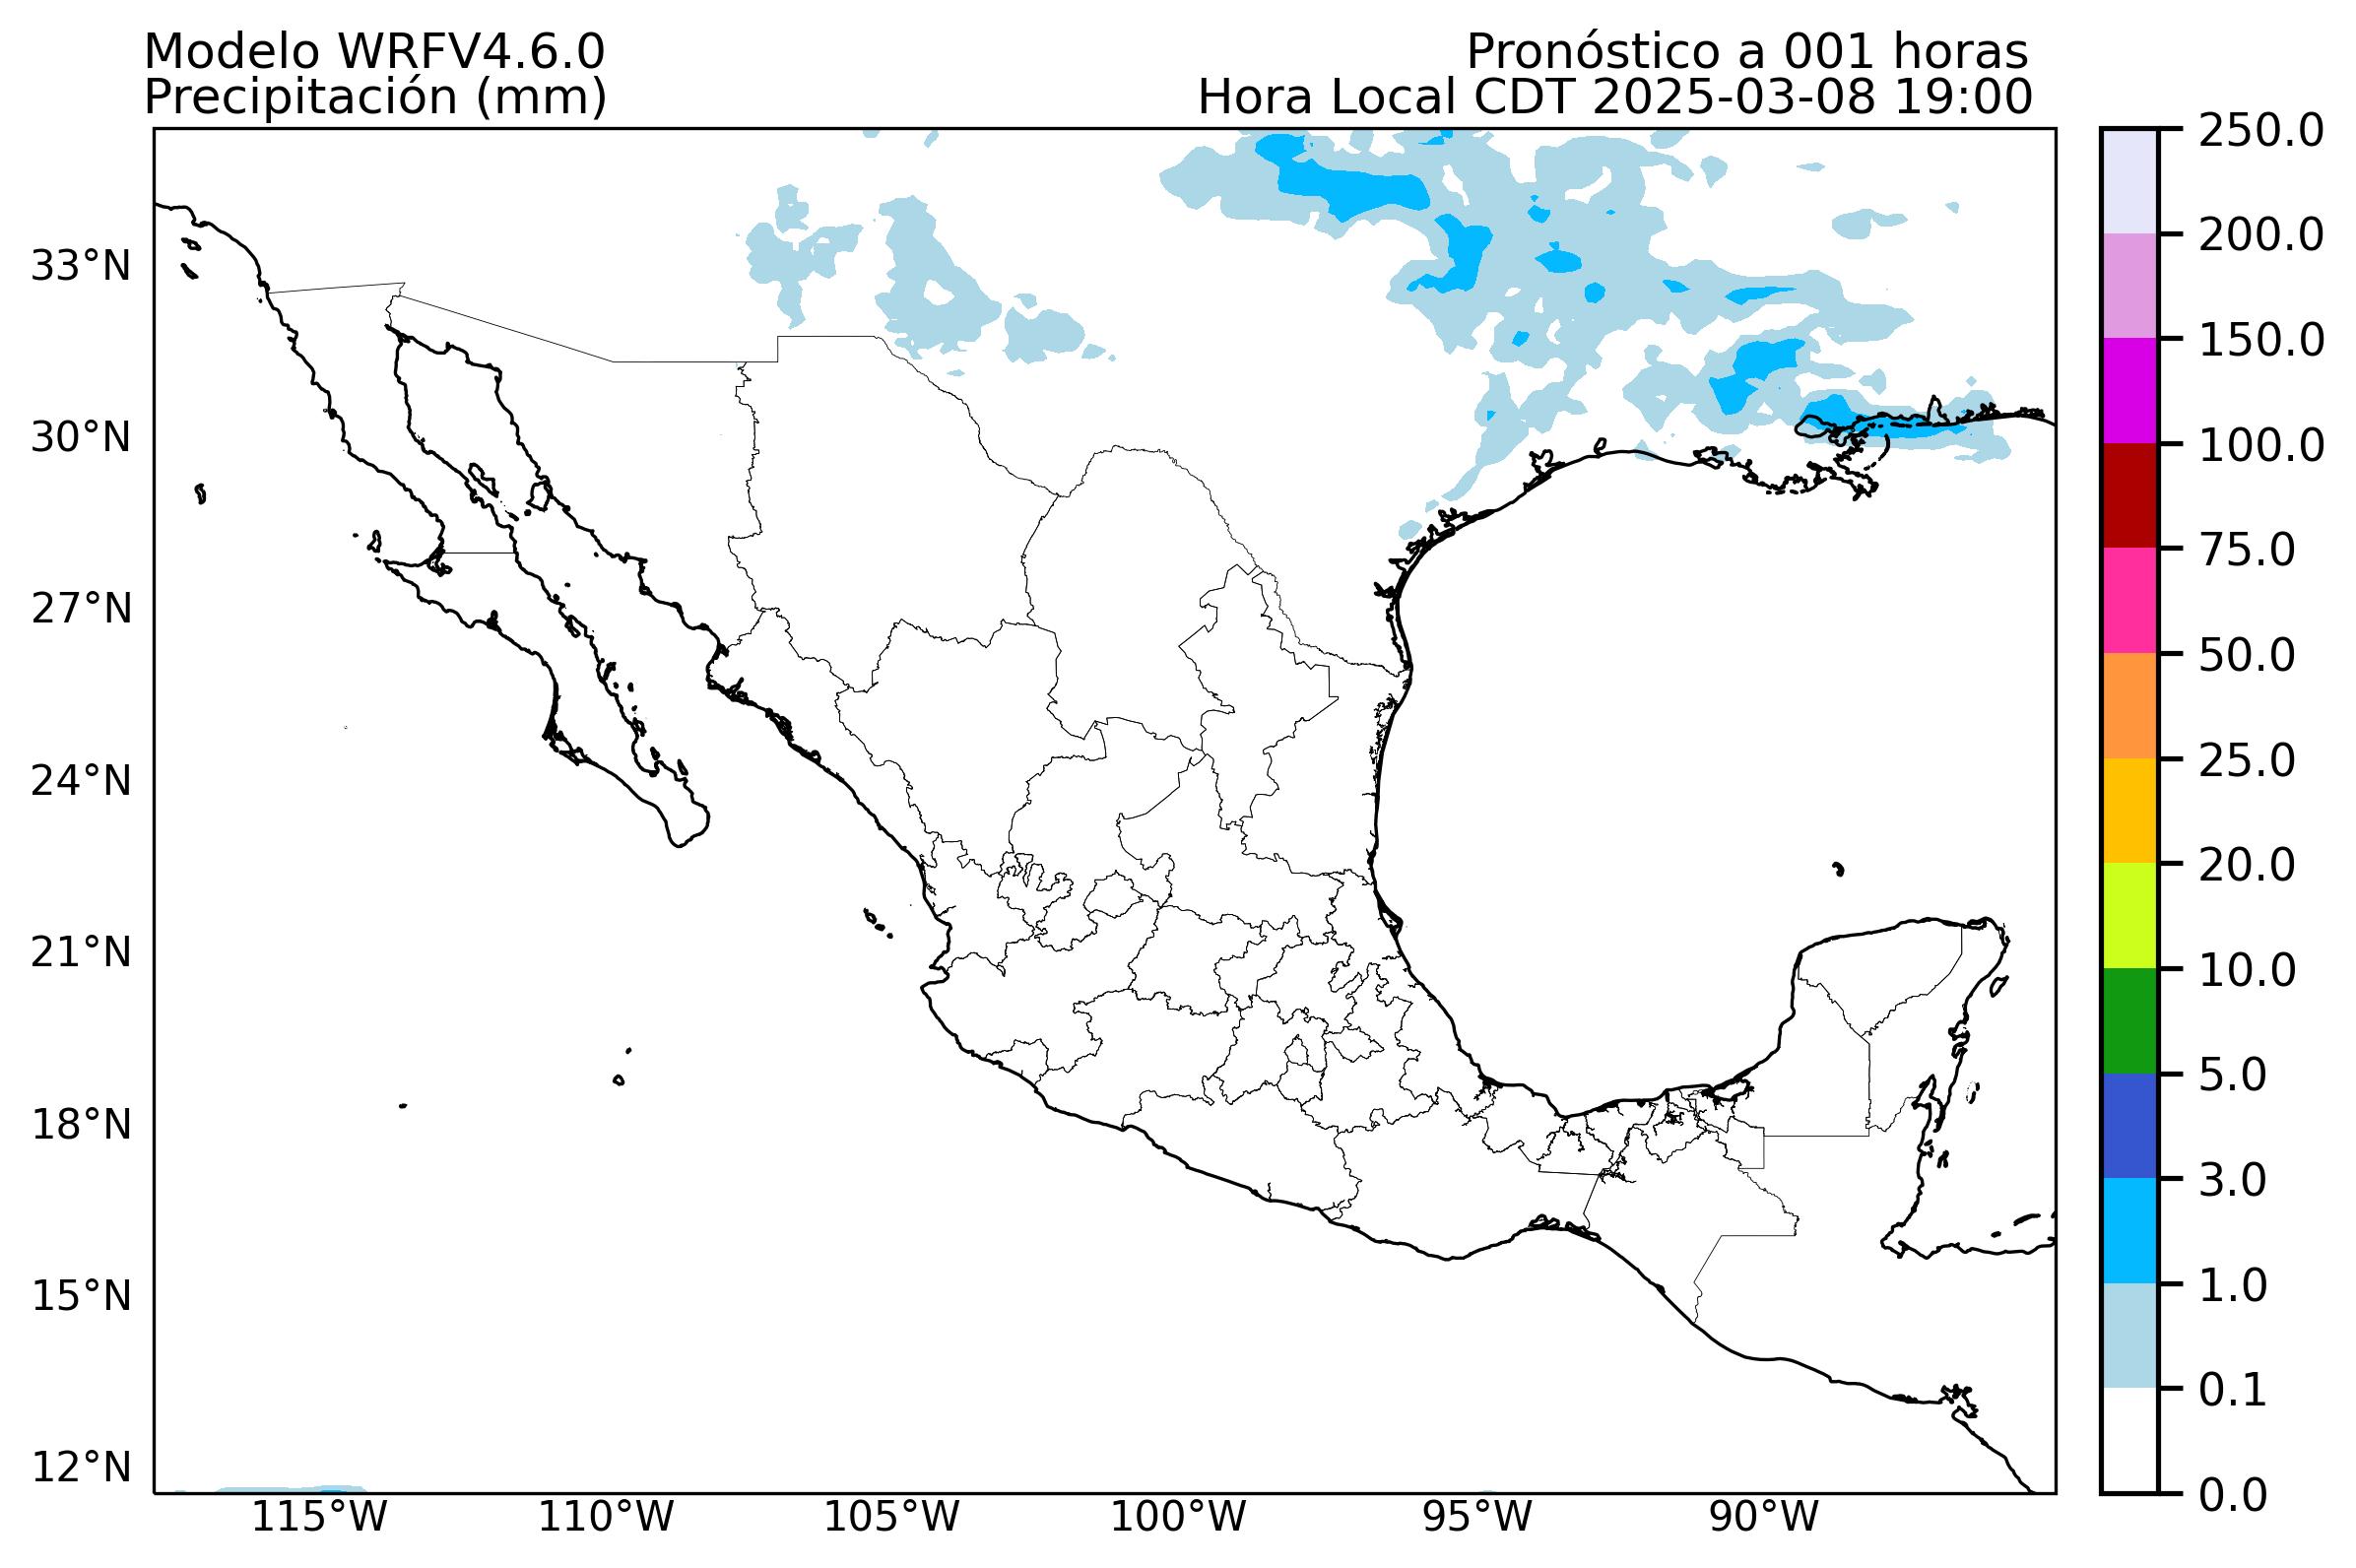 Modelo WRFV4.6.0
Precipitación (mm)
Pronóstico a 001 horas
Hora Local CDT 2025-03-08 19:00
33°N
30°N
27°N
24°N
21°N
18°N
15°N
12°N
115°W
110°W
105°W
100°W
95°W
90°W
250.0
200.0
150.0
100.0
75.0
50.0
25.0
20.0
10.0
5.0
3.0
1.0
0.1
0.0